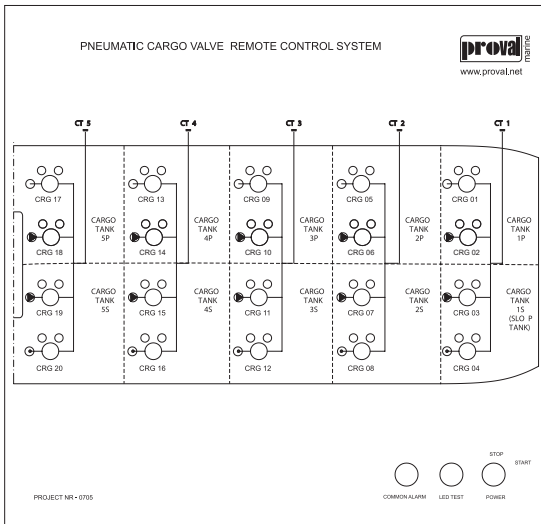 PNEUMATIC CARGO VALVE REMOTE CONTROL SYSTEM
proval
marine
www.proval.net
CT 5
CT 4
CT 3
CT 2
CT 1
CRG 17
CRG 13
CRG 09
CRG 05
CRG 01
CARGO
TANK
5P
CARGO
TANK
4P
CARGO
TANK
3P
CARGO
TANK
2P
CARGO
TANK
1P
CRG 18
CRG 14
CRG 10
CRG 06
CRG 02
CARGO
TANK
5S
CARGO
TANK
4S
CARGO
TANK
3S
CARGO
TANK
2S
CARGO
TANK
1S
(SLO P
TANK)
CRG 19
CRG 15
CRG 11
CRG 07
CRG 03
CRG 20
CRG 16
CRG 12
CRG 08
CRG 04
STOP
START
COMMON ALARM
LED TEST
POWER
PROJECT NR - 0705